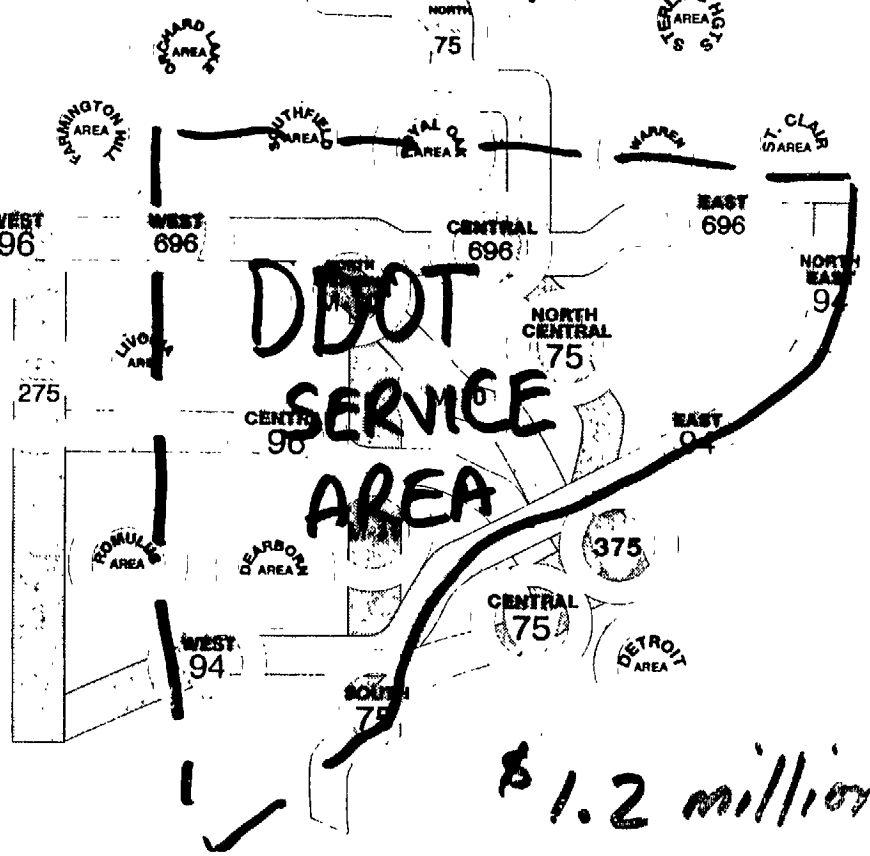 NORTH
75
ORCHARD LAKE
AREA
AREA
HGTS
FARMINGTON HILL
AREA
SOUTHFIELD
AREA
YAL OAK
AREA
WARREN
ST. CLAIR
AREA
WEST
96
WEST
696
CENTRAL
696
EAST
696
NORTH
EAST
94
DDOT
SERVICE
AREA
NORTH
NORTH
CENTRAL
75
LIVONIA
AREA
275
CENTRAL
96
EAST
94
ROMULUS
AREA
DEARBORN
AREA
375
CENTRAL
75
WEST
94
DETROIT
AREA
SOUTH
75
$1.2 million